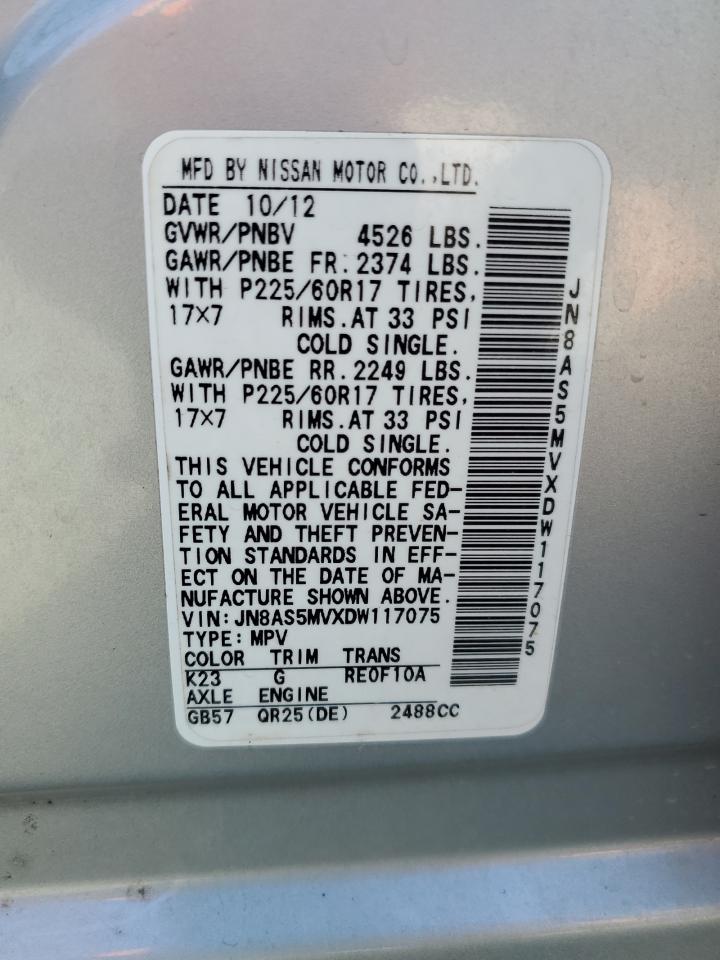 MFD BY NISSAN MOTOR CO.,LTD.
DATE 10/12
GVWR/PNBV 4526 LBS.
GAWR/PNBE FR. 2374 LBS.
WITH P225/60R17 TIRES,
17×7 RIMS.AT 33 PSI
COLD SINGLE.
GAWR/PNBE RR. 2249 LBS.
WITH P225/60R17 TIRES,
17×7 RIMS.AT 33 PSI
COLD SINGLE.
THIS VEHICLE CONFORMS
TO ALL APPLICABLE FED-
ERAL MOTOR VEHICLE SA-
FETY AND THEFT PREVEN-
TION STANDARDS IN EFF-
ECT ON THE DATE OF MA-
NUFACTURE SHOWN ABOVE.
VIN:JN8AS5MVXDW117075
TYPE:MPV
COLOR TRIM TRANS
K23 G RE0F10A
AXLE ENGINE
GB57 QR25(DE) 2488CC
JN8AS5MVXDW117075